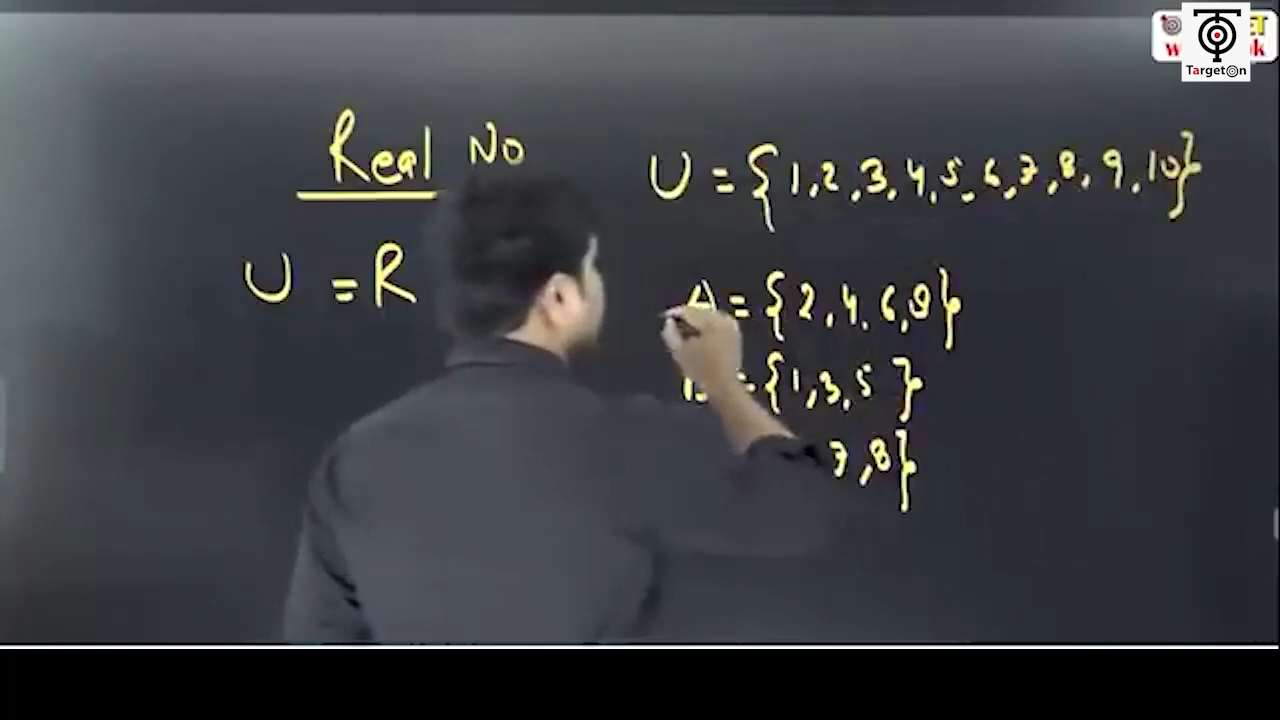 Real No
U = R
U = {1,2,3,4,5,6,7,8,9,10}
A = {2,4,6,9}
= {1,3,5}
7,8}
TargetOn